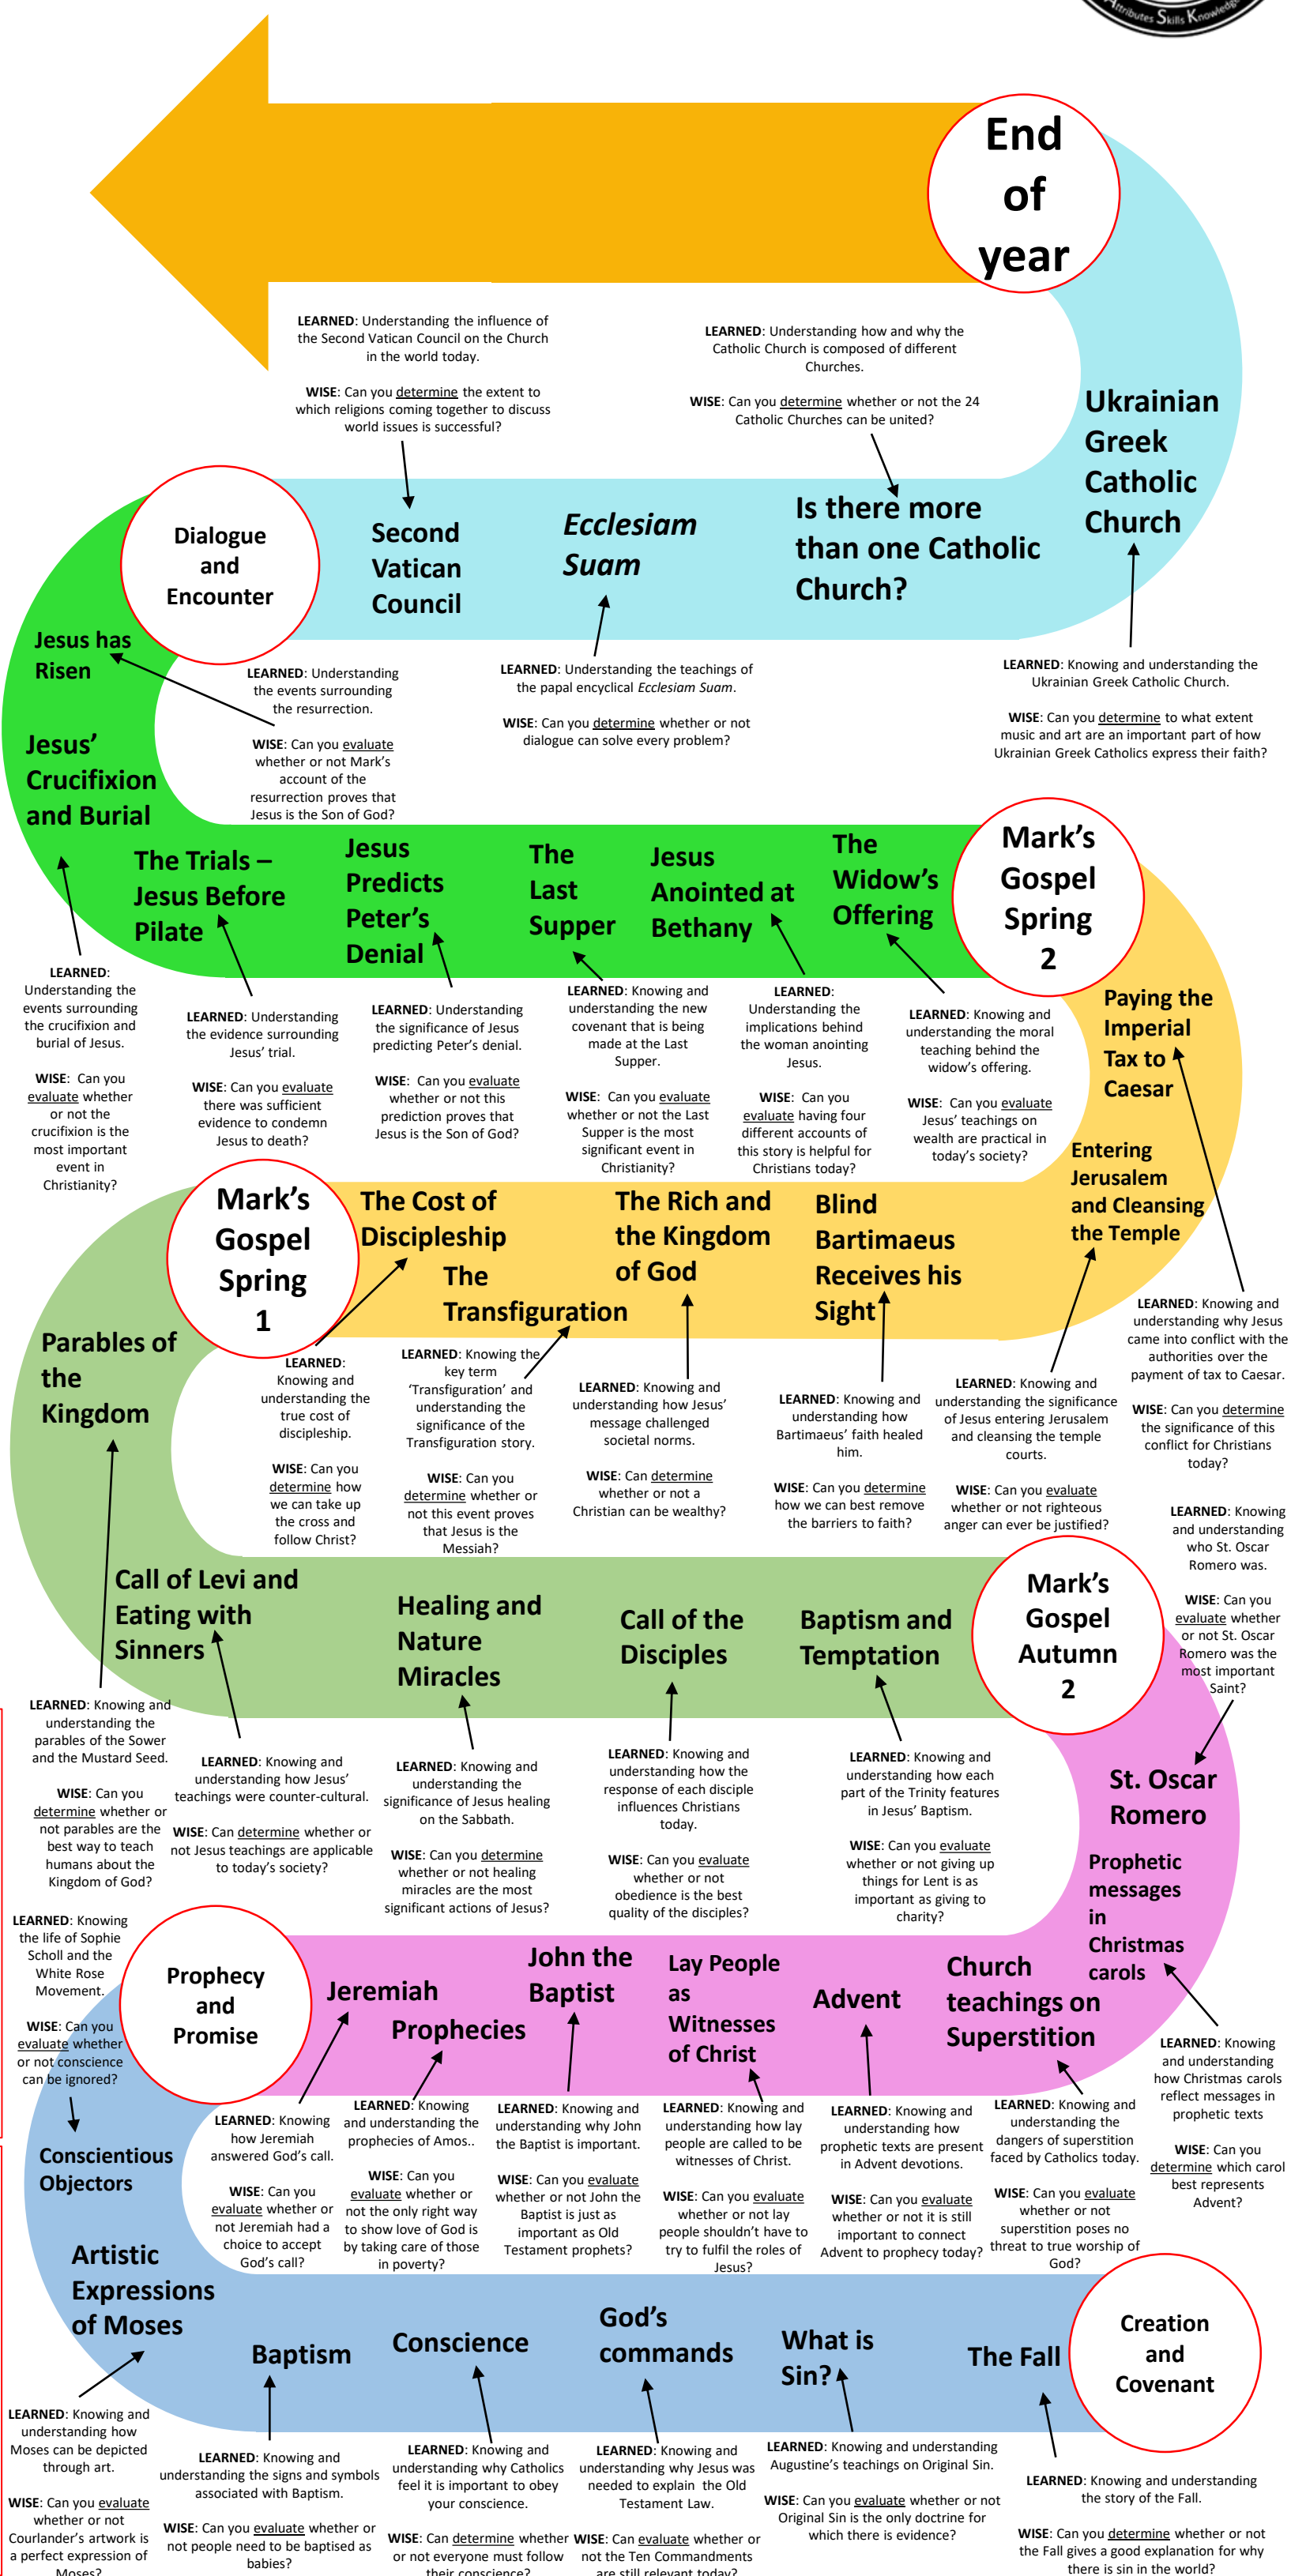 Attributes Skills Knowledge
End
of
year
LEARNED: Understanding the influence of
the Second Vatican Council on the Church
in the world today.
WISE: Can you determine the extent to
which religions coming together to discuss
world issues is successful?
LEARNED: Understanding how and why the
Catholic Church is composed of different
Churches.
WISE: Can you determine whether or not the 24
Catholic Churches can be united?
Ukrainian
Greek
Catholic
Church
Dialogue
and
Encounter
Second
Vatican
Council
Ecclesiam
Suam
Is there more
than one Catholic
Church?
Jesus has
Risen
LEARNED: Understanding
the events surrounding
the resurrection.
WISE: Can you evaluate
whether or not Mark's
account of the
resurrection proves that
Jesus is the Son of God?
LEARNED: Understanding the teachings of
the papal encyclical Ecclesiam Suam.
WISE: Can you determine whether or not
dialogue can solve every problem?
LEARNED: Knowing and understanding the
Ukrainian Greek Catholic Church.
WISE: Can you determine to what extent
music and art are an important part of how
Ukrainian Greek Catholics express their faith?
Jesus'
Crucifixion
and Burial
The Trials –
Jesus Before
Pilate
Jesus
Predicts
Peter's
Denial
The
Last
Supper
Jesus
Anointed at
Bethany
The
Widow's
Offering
Mark's
Gospel
Spring
2
LEARNED:
Understanding the
events surrounding
the crucifixion and
burial of Jesus.
WISE: Can you
evaluate whether
or not the
crucifixion is the
most important
event in
Christianity?
LEARNED: Understanding
the evidence surrounding
Jesus' trial.
WISE: Can you evaluate
there was sufficient
evidence to condemn
Jesus to death?
LEARNED: Understanding
the significance of Jesus
predicting Peter's denial.
WISE: Can you evaluate
whether or not this
prediction proves that
Jesus is the Son of God?
LEARNED: Knowing and
understanding the new
covenant that is being
made at the Last
Supper.
WISE: Can you evaluate
whether or not the Last
Supper is the most
significant event in
Christianity?
LEARNED:
Understanding the
implications behind
the woman anointing
Jesus.
WISE: Can you
evaluate having four
different accounts of
this story is helpful for
Christians today?
LEARNED: Knowing and
understanding the moral
teaching behind the
widow's offering.
WISE: Can you evaluate
Jesus' teachings on
wealth are practical in
today's society?
Paying the
Imperial
Tax to
Caesar
Entering
Jerusalem
and Cleansing
the Temple
Mark's
Gospel
Spring
1
The Cost of
Discipleship
The
Transfiguration
The Rich and
the Kingdom
of God
Blind
Bartimaeus
Receives his
Sight
Parables of
the
Kingdom
LEARNED:
Knowing and
understanding the
true cost of
discipleship.
WISE: Can you
determine how
we can take up
the cross and
follow Christ?
LEARNED: Knowing the
key term
'Transfiguration' and
understanding the
significance of the
Transfiguration story.
WISE: Can you
determine whether or
not this event proves
that Jesus is the
Messiah?
LEARNED: Knowing and
understanding how Jesus'
message challenged
societal norms.
WISE: Can determine
whether or not a
Christian can be wealthy?
LEARNED: Knowing and
understanding how
Bartimaeus' faith healed
him.
WISE: Can you determine
how we can best remove
the barriers to faith?
LEARNED: Knowing and
understanding the significance
of Jesus entering Jerusalem
and cleansing the temple
courts.
WISE: Can you evaluate
whether or not righteous
anger can ever be justified?
LEARNED: Knowing and
understanding why Jesus
came into conflict with the
authorities over the
payment of tax to Caesar.
WISE: Can you determine
the significance of this
conflict for Christians
today?
LEARNED: Knowing
and understanding
who St. Oscar
Romero was.
WISE: Can you
evaluate whether
or not St. Oscar
Romero was the
most important
Saint?
Call of Levi and
Eating with
Sinners
Healing and
Nature
Miracles
Call of the
Disciples
Baptism and
Temptation
Mark's
Gospel
Autumn
2
LEARNED: Knowing and
understanding the
parables of the Sower
and the Mustard Seed.
WISE: Can you
determine whether or
not parables are the
best way to teach
humans about the
Kingdom of God?
LEARNED: Knowing and
understanding how Jesus'
teachings were counter-cultural.
WISE: Can determine whether or
not Jesus teachings are applicable
to today's society?
LEARNED: Knowing and
understanding the
significance of Jesus healing
on the Sabbath.
WISE: Can you determine
whether or not healing
miracles are the most
significant actions of Jesus?
LEARNED: Knowing and
understanding how the
response of each disciple
influences Christians
today.
WISE: Can you evaluate
whether or not
obedience is the best
quality of the disciples?
LEARNED: Knowing and
understanding how each
part of the Trinity features
in Jesus' Baptism.
WISE: Can you evaluate
whether or not giving up
things for Lent is as
important as giving to
charity?
St. Oscar
Romero
Prophetic
messages
in
Christmas
carols
LEARNED: Knowing
the life of Sophie
Scholl and the
White Rose
Movement.
WISE: Can you
evaluate whether
or not conscience
can be ignored?
Prophecy
and
Promise
Jeremiah
Prophecies
John the
Baptist
Lay People
as
Witnesses
of Christ
Advent
Church
teachings on
Superstition
LEARNED: Knowing
how Jeremiah
answered God's call.
WISE: Can you
evaluate whether or
not Jeremiah had a
choice to accept
God's call?
LEARNED: Knowing
and understanding the
prophecies of Amos..
WISE: Can you
evaluate whether or
not the only right way
to show love of God is
by taking care of those
in poverty?
LEARNED: Knowing and
understanding why John
the Baptist is important.
WISE: Can you evaluate
whether or not John the
Baptist is just as
important as Old
Testament prophets?
LEARNED: Knowing and
understanding how lay
people are called to be
witnesses of Christ.
WISE: Can you evaluate
whether or not lay
people shouldn't have to
try to fulfil the roles of
Jesus?
LEARNED: Knowing and
understanding how
prophetic texts are present
in Advent devotions.
WISE: Can you evaluate
whether or not it is still
important to connect
Advent to prophecy today?
LEARNED: Knowing and
understanding the
dangers of superstition
faced by Catholics today.
WISE: Can you evaluate
whether or not
superstition poses no
threat to true worship of
God?
LEARNED: Knowing
and understanding
how Christmas carols
reflect messages in
prophetic texts
WISE: Can you
determine which carol
best represents
Advent?
Conscientious
Objectors
Artistic
Expressions
of Moses
Baptism
Conscience
God's
commands
What is
Sin?
The Fall
Creation
and
Covenant
LEARNED: Knowing and
understanding how
Moses can be depicted
through art.
WISE: Can you evaluate
whether or not
Courlander's artwork is
a perfect expression of
Moses?
LEARNED: Knowing and
understanding the signs and symbols
associated with Baptism.
WISE: Can you evaluate whether or
not people need to be baptised as
babies?
LEARNED: Knowing and
understanding why Catholics
feel it is important to obey
your conscience.
WISE: Can determine whether
or not everyone must follow
their conscience?
LEARNED: Knowing and
understanding why Jesus was
needed to explain the Old
Testament Law.
WISE: Can evaluate whether or
not the Ten Commandments
are still relevant today?
LEARNED: Knowing and understanding
Augustine's teachings on Original Sin.
WISE: Can you evaluate whether or not
Original Sin is the only doctrine for
which there is evidence?
LEARNED: Knowing and understanding
the story of the Fall.
WISE: Can you determine whether or not
the Fall gives a good explanation for why
there is sin in the world?